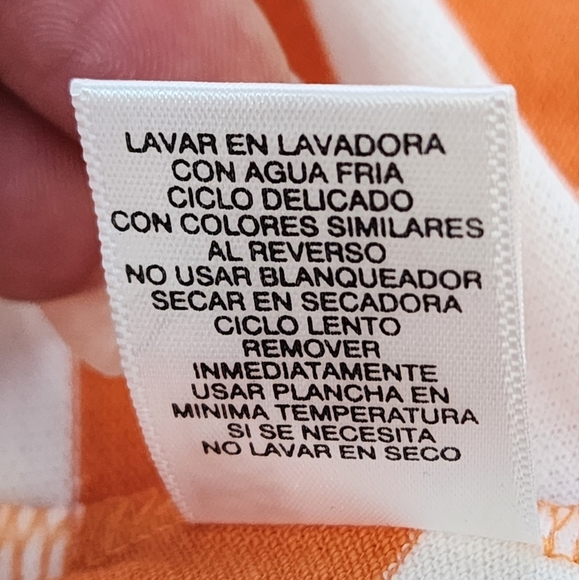 LAVAR EN LAVADORA
CON AGUA FRIA
CICLO DELICADO
CON COLORES SIMILARES
AL REVERSO
NO USAR BLANQUEADOR
SECAR EN SECADORA
CICLO LENTO
REMOVER
INMEDIATAMENTE
USAR PLANCHA EN
MINIMA TEMPERATURA
SI SE NECESITA
NO LAVAR EN SECO